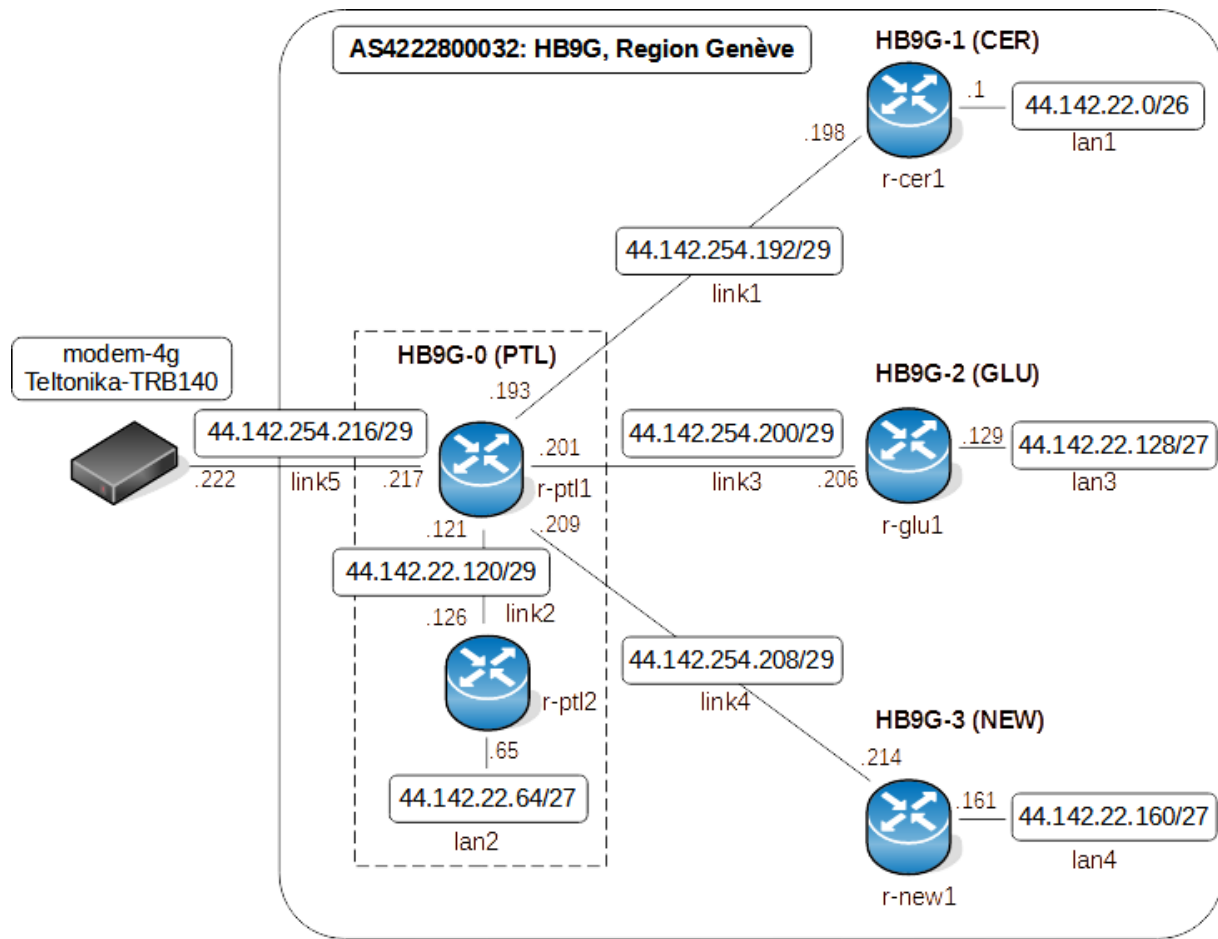 AS4222800032: HB9G, Region Genève
HB9G-1 (CER)
.1
44.142.22.0/26
lan1
.198
r-cer1
44.142.254.192/29
link1
modem-4g
Teltonika-TRB140
HB9G-0 (PTL)
.193
HB9G-2 (GLU)
44.142.254.216/29
.222
link5
.217
.201
r-ptl1
44.142.254.200/29
link3
.206
.129
44.142.22.128/27
lan3
r-glu1
.121
.209
44.142.22.120/29
link2
.126
r-ptl2
44.142.254.208/29
link4
.65
44.142.22.64/27
lan2
HB9G-3 (NEW)
.214
.161
44.142.22.160/27
lan4
r-new1